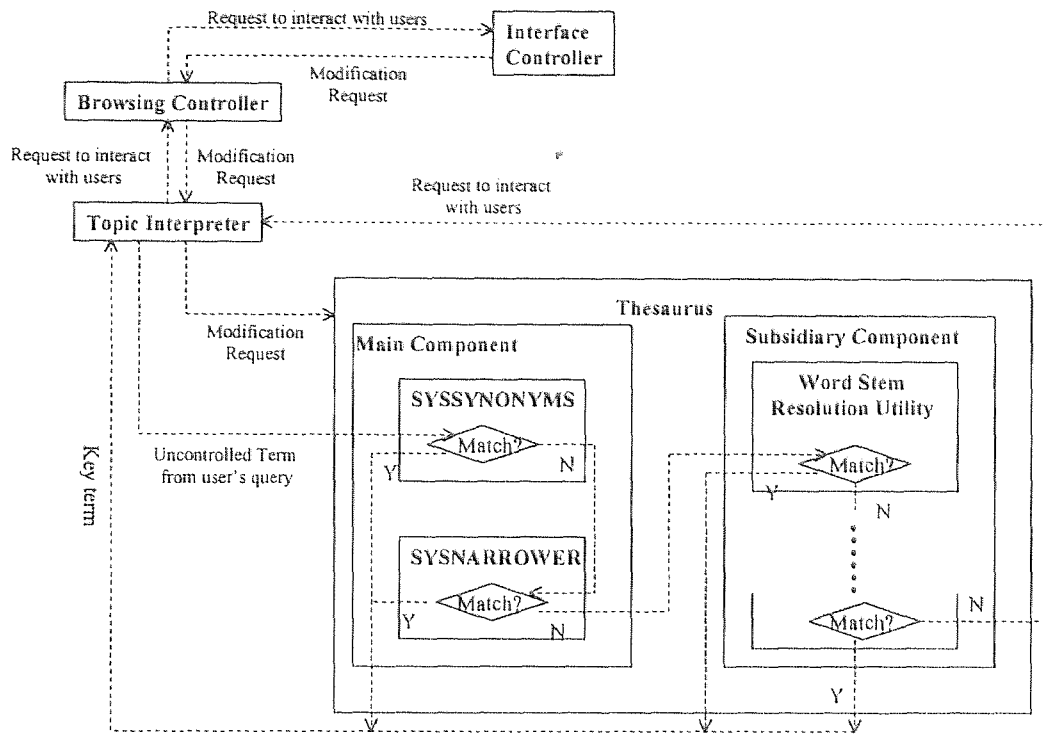 Request to interact with users
Interface
Controller
Modification
Request
Browsing Controller
Request to interact
with users
Modification
Request
Request to interact
with users
Topic Interpreter
Thesaurus
Modification
Request
Main Component
Subsidiary Component
SYSSYNONYMS
Word Stem
Resolution Utility
Match?
Y
N
Match?
Y
N
Key term
Uncontrolled Term
from user's query
SYSNARROWER
Match?
Y
N
Match?
N
Y